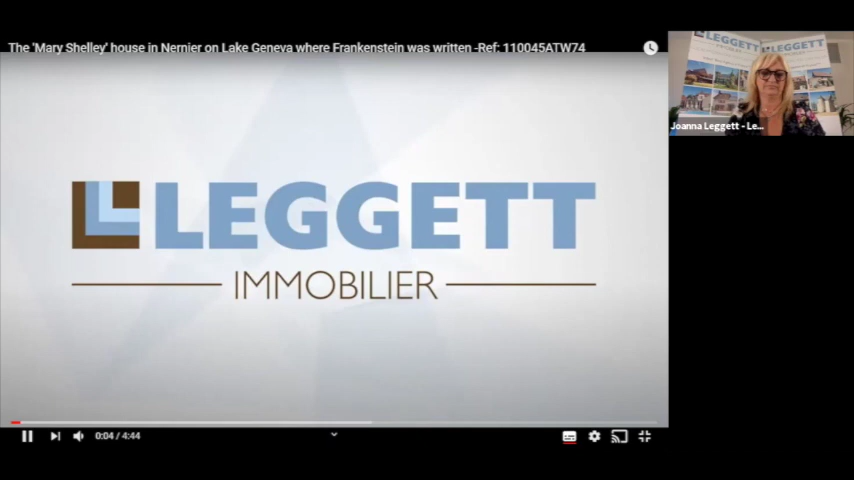 The 'Mary Shelley' house in Nernier on Lake Geneva where Frankenstein was written -Ref: 110045ATW74
LEGGETT
IMMOBILIER
0:04 / 4:44
LEGGETT
LEGGETT
Joanna Leggett - Le...